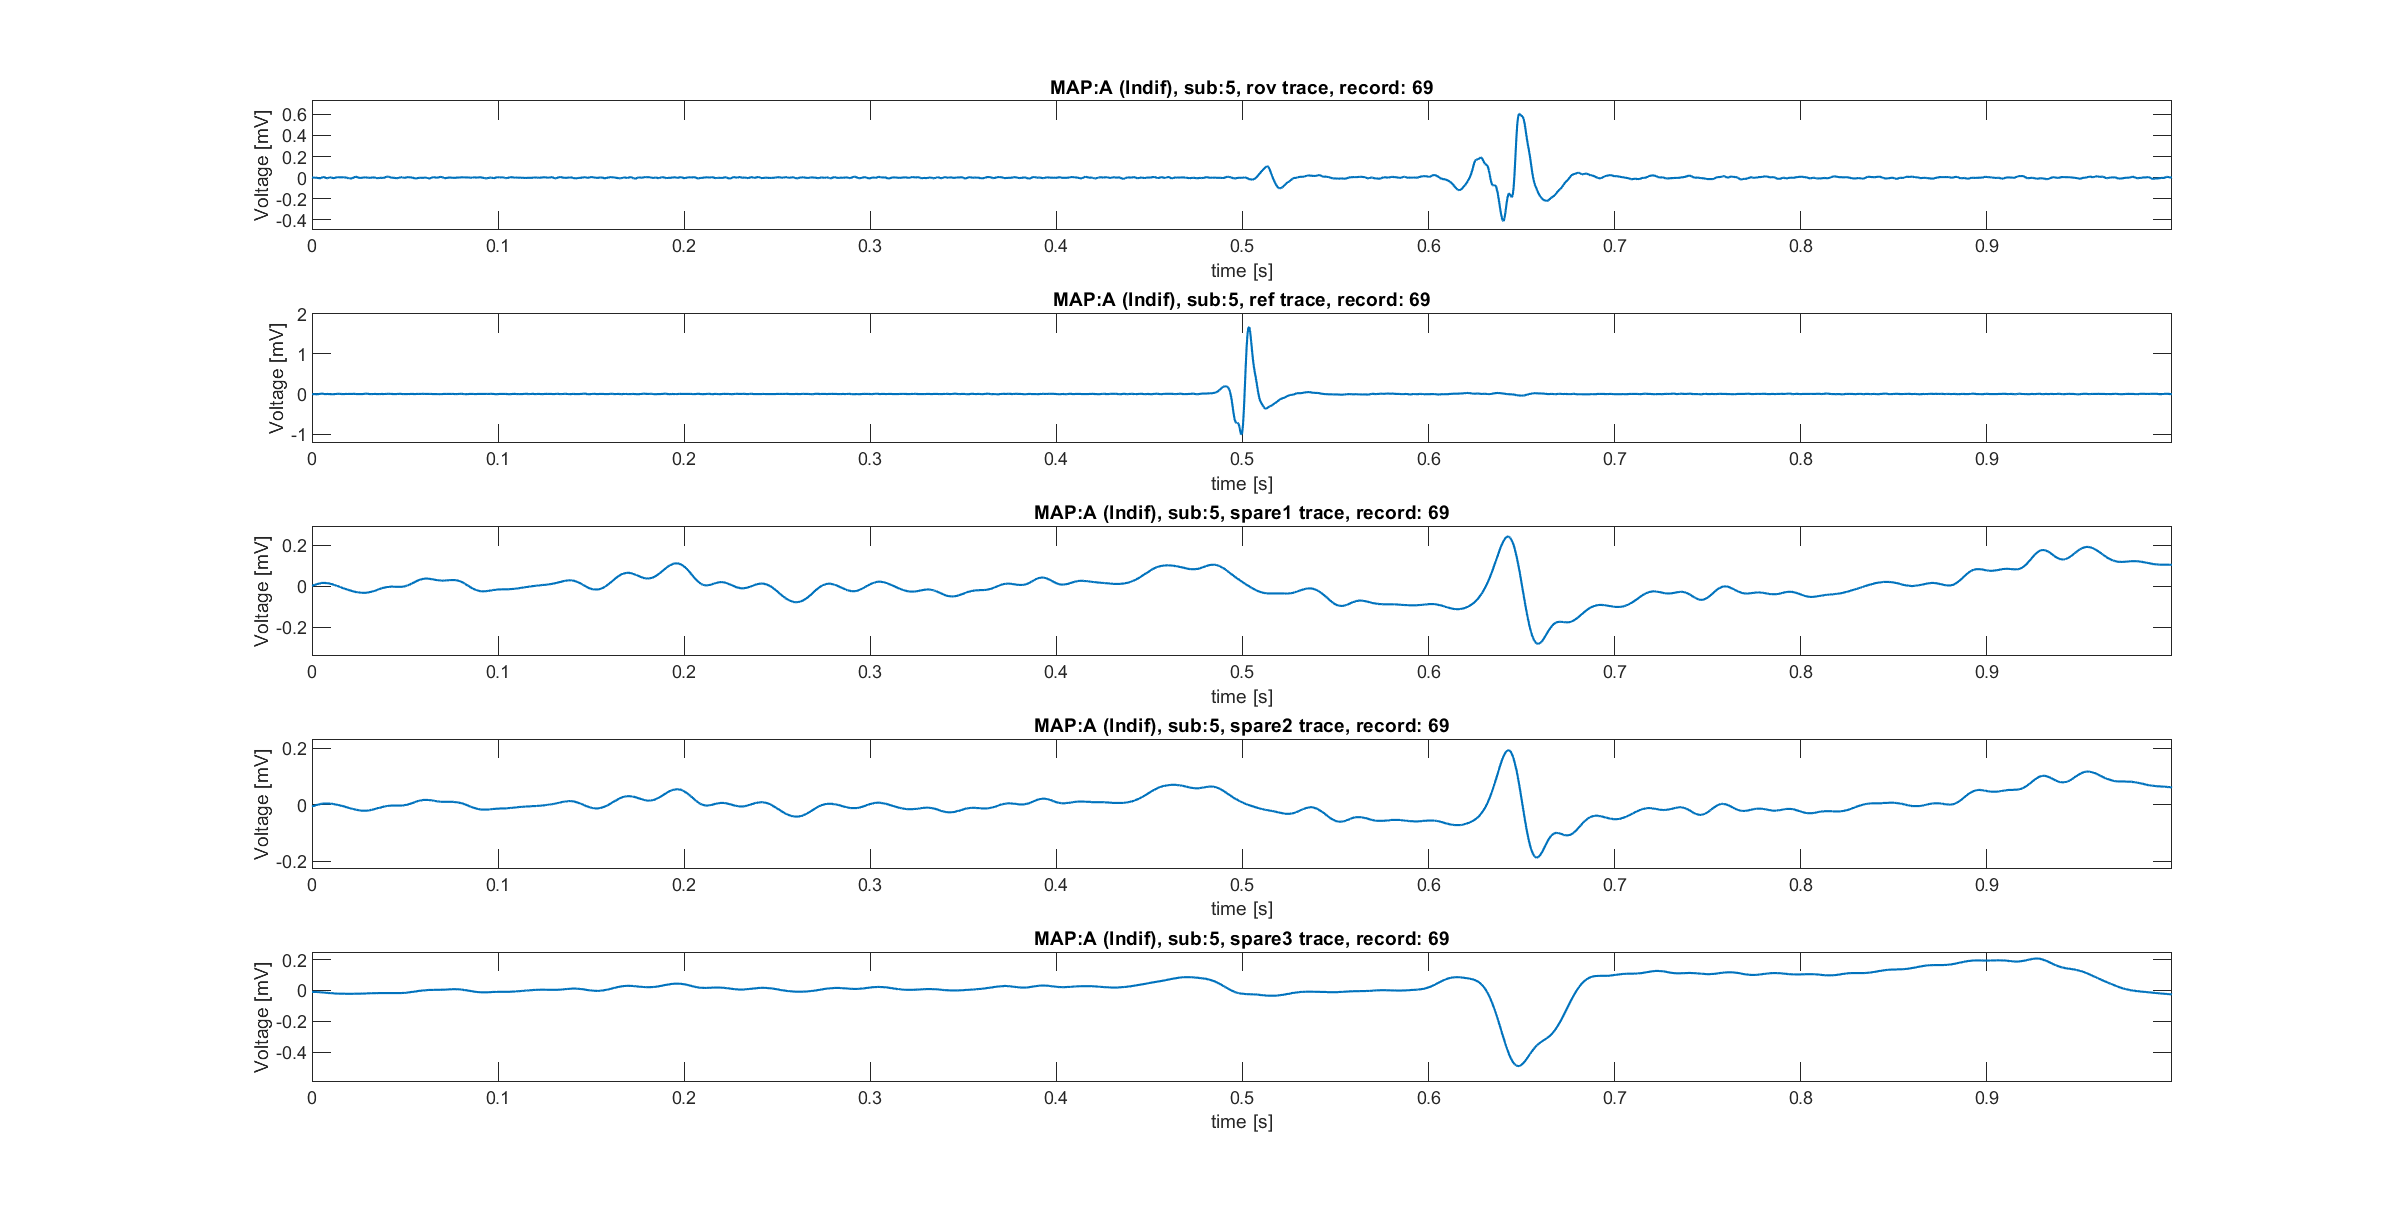 MAP:A (Indif), sub:5, rov trace, record: 69
Voltage [mV]
0.6
0.4
0.2
0
-0.2
-0.4
0 0.1 0.2 0.3 0.4 0.5 0.6 0.7 0.8 0.9
time [s]
MAP:A (Indif), sub:5, ref trace, record: 69
Voltage [mV]
2
1
0
-1
0 0.1 0.2 0.3 0.4 0.5 0.6 0.7 0.8 0.9
time [s]
MAP:A (Indif), sub:5, spare1 trace, record: 69
Voltage [mV]
0.2
0
-0.2
0 0.1 0.2 0.3 0.4 0.5 0.6 0.7 0.8 0.9
time [s]
MAP:A (Indif), sub:5, spare2 trace, record: 69
Voltage [mV]
0.2
0
-0.2
0 0.1 0.2 0.3 0.4 0.5 0.6 0.7 0.8 0.9
time [s]
MAP:A (Indif), sub:5, spare3 trace, record: 69
Voltage [mV]
0.2
0
-0.2
-0.4
0 0.1 0.2 0.3 0.4 0.5 0.6 0.7 0.8 0.9
time [s]